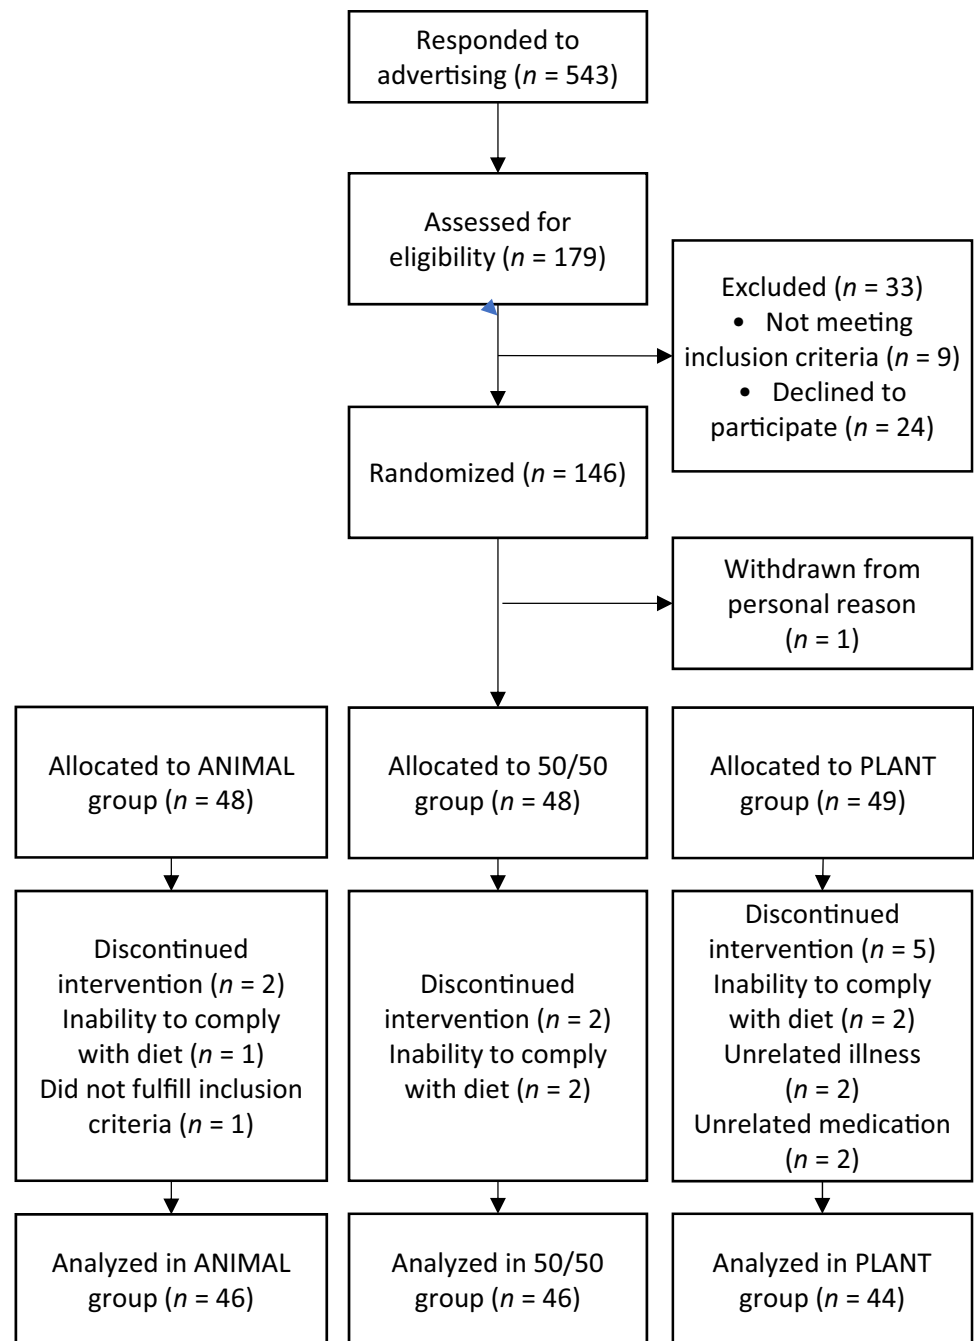 Responded to
advertising (n = 543)
Assessed for
eligibility (n = 179)
Excluded (n = 33)
• Not meeting
inclusion criteria (n = 9)
• Declined to
participate (n = 24)
Randomized (n = 146)
Withdrawn from
personal reason
(n = 1)
Allocated to ANIMAL
group (n = 48)
Allocated to 50/50
group (n = 48)
Allocated to PLANT
group (n = 49)
Discontinued
intervention (n = 2)
Inability to comply
with diet (n = 1)
Did not fulfill inclusion
criteria (n = 1)
Discontinued
intervention (n = 2)
Inability to comply
with diet (n = 2)
Discontinued
intervention (n = 5)
Inability to comply
with diet (n = 2)
Unrelated illness
(n = 2)
Unrelated medication
(n = 2)
Analyzed in ANIMAL
group (n = 46)
Analyzed in 50/50
group (n = 46)
Analyzed in PLANT
group (n = 44)